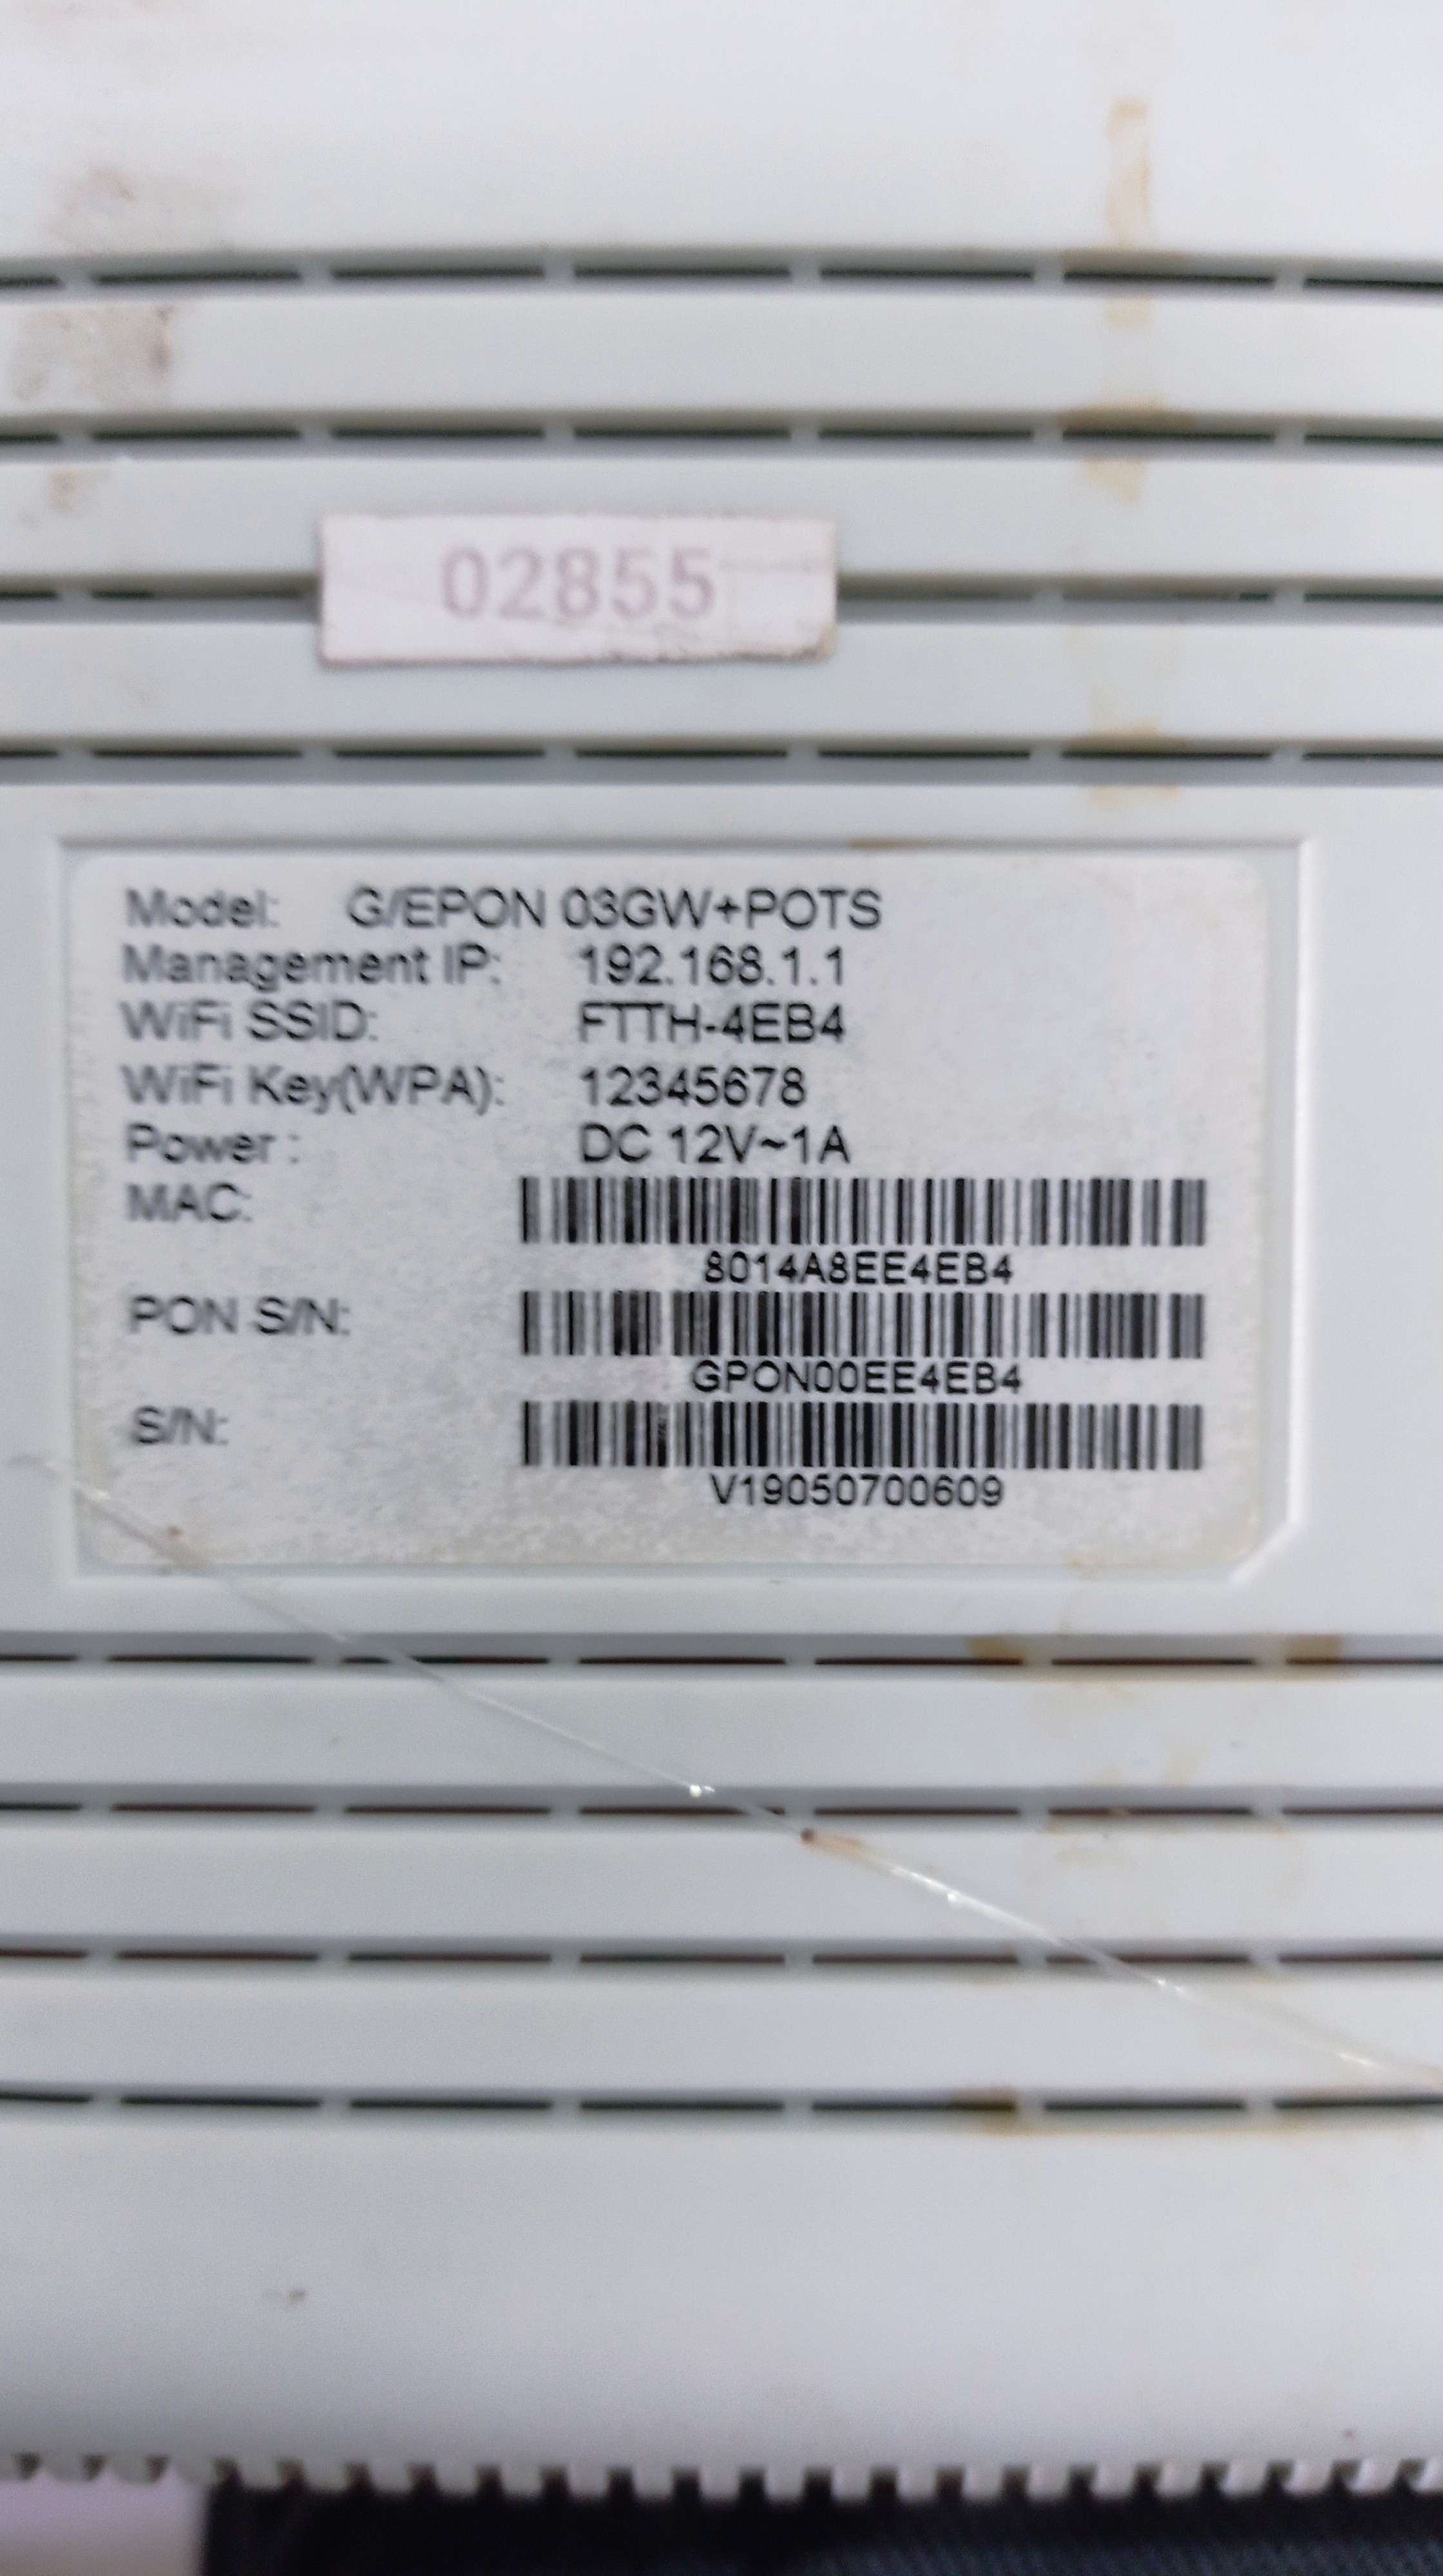 02855
Model: G/EPON 03GW+POTS
Management IP: 192.168.1.1
WiFi SSID: FTTH-4EB4
WiFi Key(WPA): 12345678
Power : DC 12V~1A
MAC:
8014A8EE4EB4
PON S/N:
GPON00EE4EB4
S/N:
V19050700609